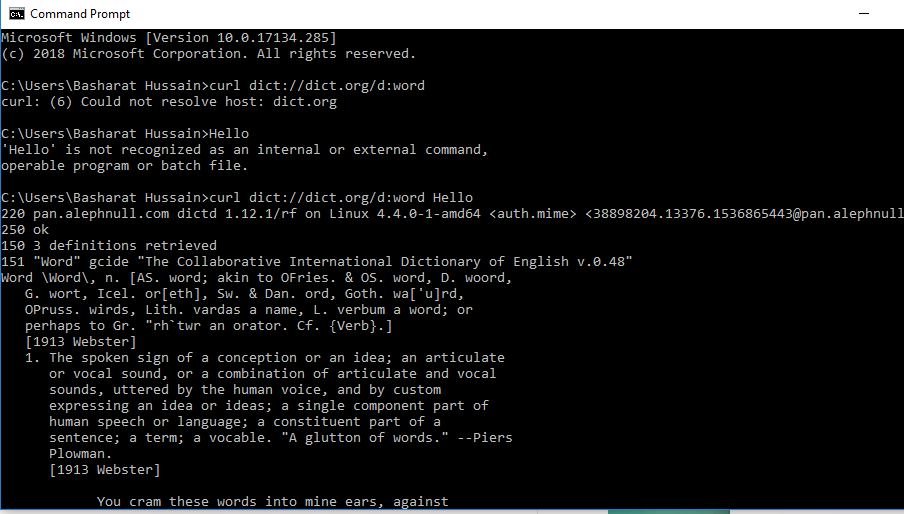 Command Prompt
Microsoft Windows [Version 10.0.17134.285]
(c) 2018 Microsoft Corporation. All rights reserved.
C:\Users\Basharat Hussain>curl dict://dict.org/d:word
curl: (6) Could not resolve host: dict.org
C:\Users\Basharat Hussain>Hello
'Hello' is not recognized as an internal or external command,
operable program or batch file.
C:\Users\Basharat Hussain>curl dict://dict.org/d:word Hello
220 pan.alephnull.com dictd 1.12.1/rf on Linux 4.4.0-1-amd64 <auth.mime> <38898204.13376.1536865443@pan.alephnull
250 ok
150 3 definitions retrieved
151 "Word" gcide "The Collaborative International Dictionary of English v.0.48"
Word \Word\, n. [AS. word; akin to OFries. & OS. word, D. woord,
G. wort, Icel. or[eth], Sw. & Dan. ord, Goth. wa['u]rd,
OPruss. wirds, Lith. vardas a name, L. verbum a word; or
perhaps to Gr. "rh`twr an orator. Cf. {Verb}.]
[1913 Webster]
1. The spoken sign of a conception or an idea; an articulate
or vocal sound, or a combination of articulate and vocal
sounds, uttered by the human voice, and by custom
expressing an idea or ideas; a single component part of
human speech or language; a constituent part of a
sentence; a term; a vocable. "A glutton of words." --Piers
Plowman.
[1913 Webster]
You cram these words into mine ears, against